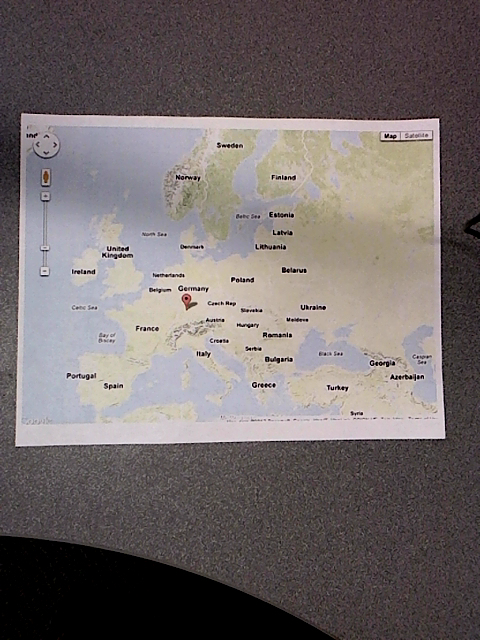 Map Satellite
Sweden
Norway
Finland
Baltic Sea
Estonia
North Sea
Latvia
Denmark
Lithuania
United
Kingdom
Ireland
Netherlands
Belarus
Poland
Belgium
Germany
Czech Rep
Celtic Sea
Slovakia
Ukraine
Austria
Moldova
France
Hungary
Bay of
Biscay
Croatia
Romania
Serbia
Italy
Black Sea
Bulgaria
Georgia
Caspian
Sea
Portugal
Spain
Greece
Turkey
Azerbaijan
Syria